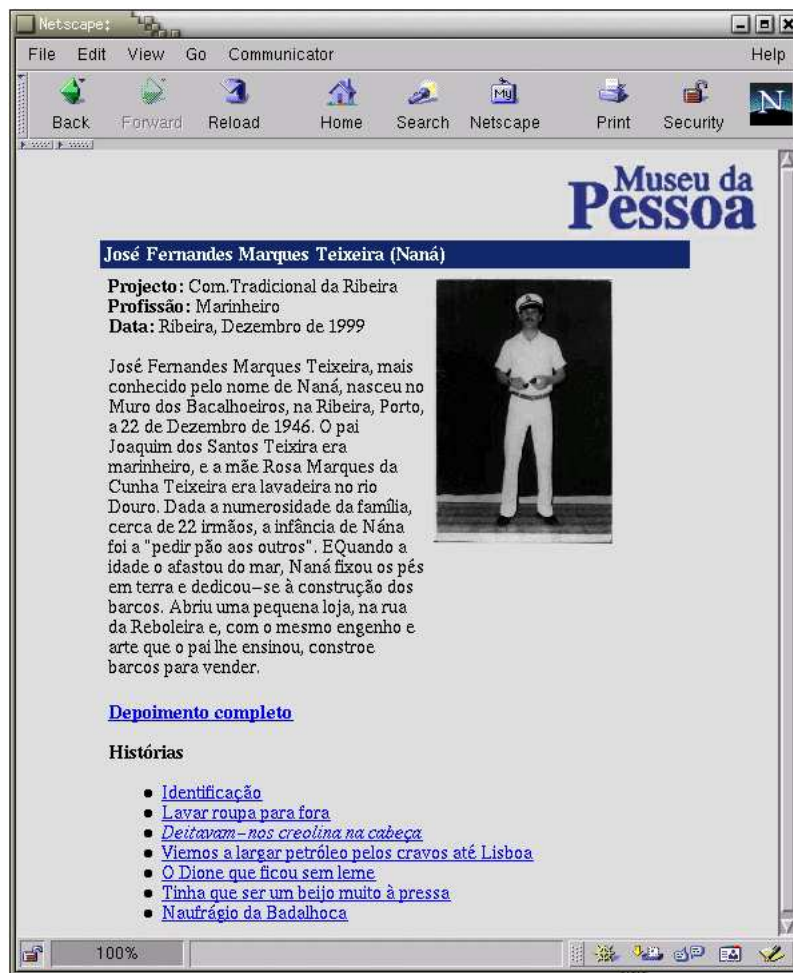 Netscape:
File Edit View Go Communicator Help
Back Forward Reload Home Search Netscape Print Security
My
N
Museu da
Pessoa
José Fernandes Marques Teixeira (Naná)
Projecto: Com.Tradicional da Ribeira
Profissão: Marinheiro
Data: Ribeira, Dezembro de 1999
José Fernandes Marques Teixeira, mais
conhecido pelo nome de Naná, nasceu no
Muro dos Bacalhoeiros, na Ribeira, Porto,
a 22 de Dezembro de 1946. O pai
Joaquim dos Santos Teixira era
marinheiro, e a mãe Rosa Marques da
Cunha Teixeira era lavadeira no rio
Douro. Dada a numerosidade da família,
cerca de 22 irmãos, a infância de Nána
foi a "pedir pão aos outros". EQuando a
idade o afastou do mar, Naná fixou os pés
em terra e dedicou-se à construção dos
barcos. Abriu uma pequena loja, na rua
da Reboleira e, com o mesmo engenho e
arte que o pai lhe ensinou, constroe
barcos para vender.
Depoimento completo
Histórias
Identificação
Lavar roupa para fora
Deitavam-nos creolina na cabeça
Viemos a largar petróleo pelos cravos até Lisboa
O Dione que ficou sem leme
Tinha que ser um beijo muito à pressa
Naufrágio da Badalhoca
100%